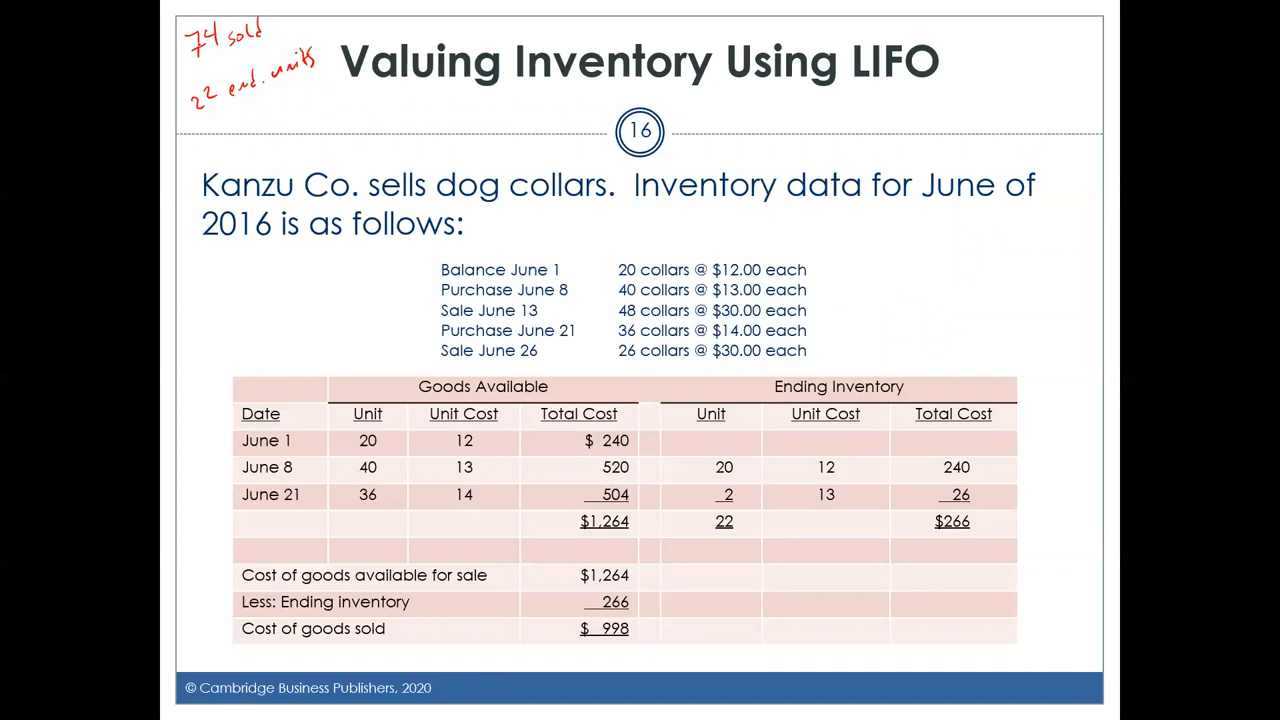 74 sold
22 end. units
Valuing Inventory Using LIFO
16
Kanzu Co. sells dog collars. Inventory data for June of
2016 is as follows:
Balance June 1 20 collars @ $12.00 each
Purchase June 8 40 collars @ $13.00 each
Sale June 13 48 collars @ $30.00 each
Purchase June 21 36 collars @ $14.00 each
Sale June 26 26 collars @ $30.00 each
Goods Available Ending Inventory
Date Unit Unit Cost Total Cost Unit Unit Cost Total Cost
June 1 20 12 $ 240
June 8 40 13 520 20 12 240
June 21 36 14 504 2 13 26
$1,264 22 $266
Cost of goods available for sale $1,264
Less: Ending inventory 266
Cost of goods sold $ 998
© Cambridge Business Publishers, 2020